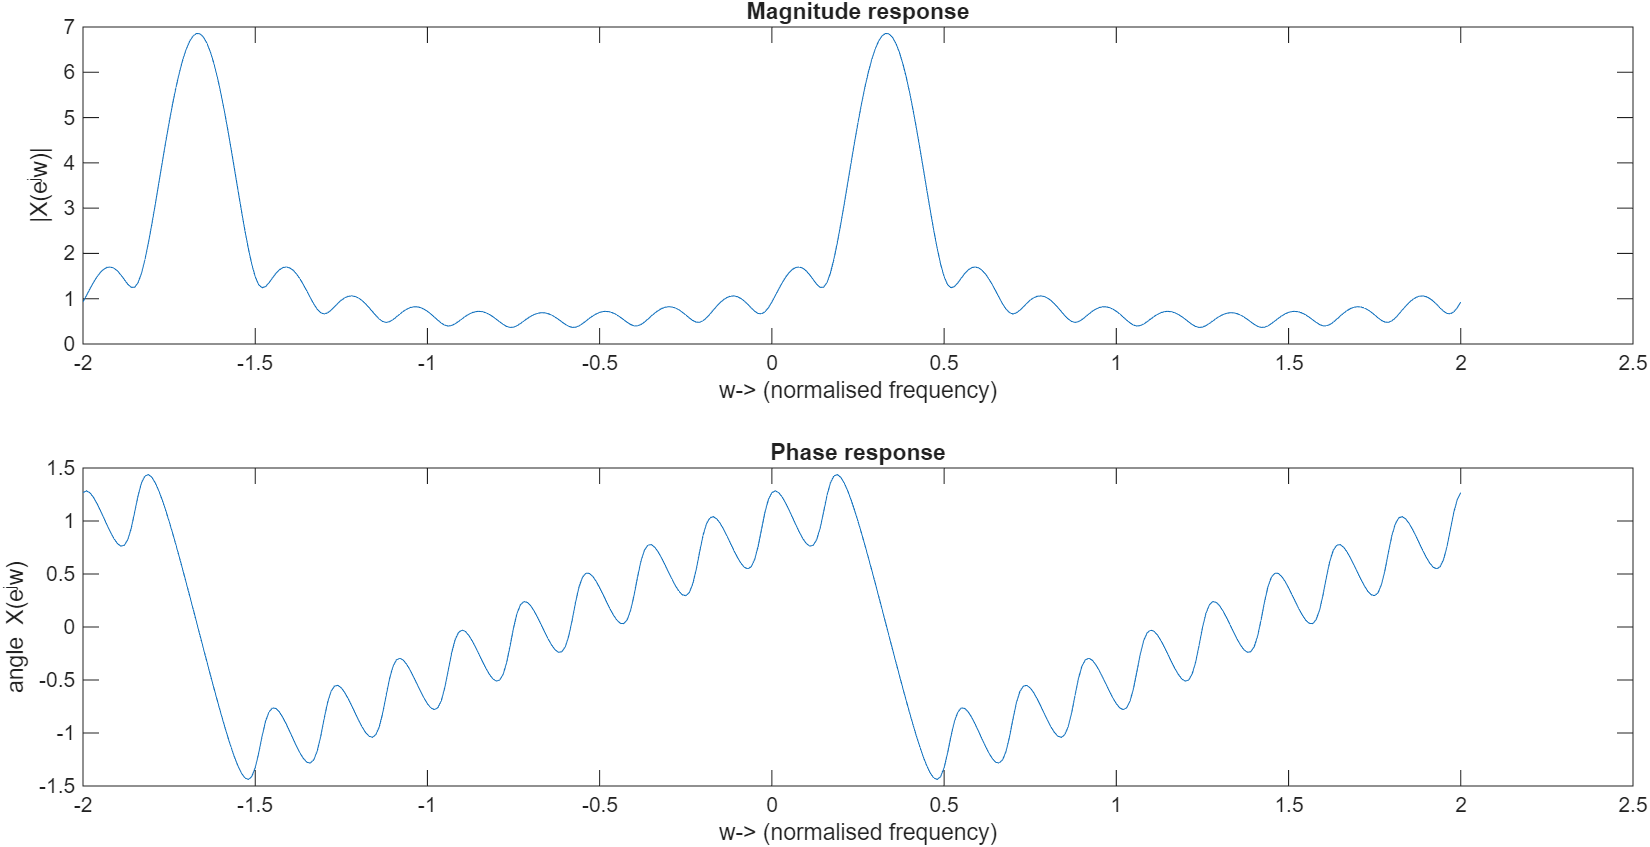 Magnitude response
|X(eʲw)|
7
6
5
4
3
2
1
0
-2 -1.5 -1 -0.5 0 0.5 1 1.5 2 2.5
w-> (normalised frequency)
Phase response
angle X(eʲw)
1.5
1
0.5
0
-0.5
-1
-1.5
-2 -1.5 -1 -0.5 0 0.5 1 1.5 2 2.5
w-> (normalised frequency)